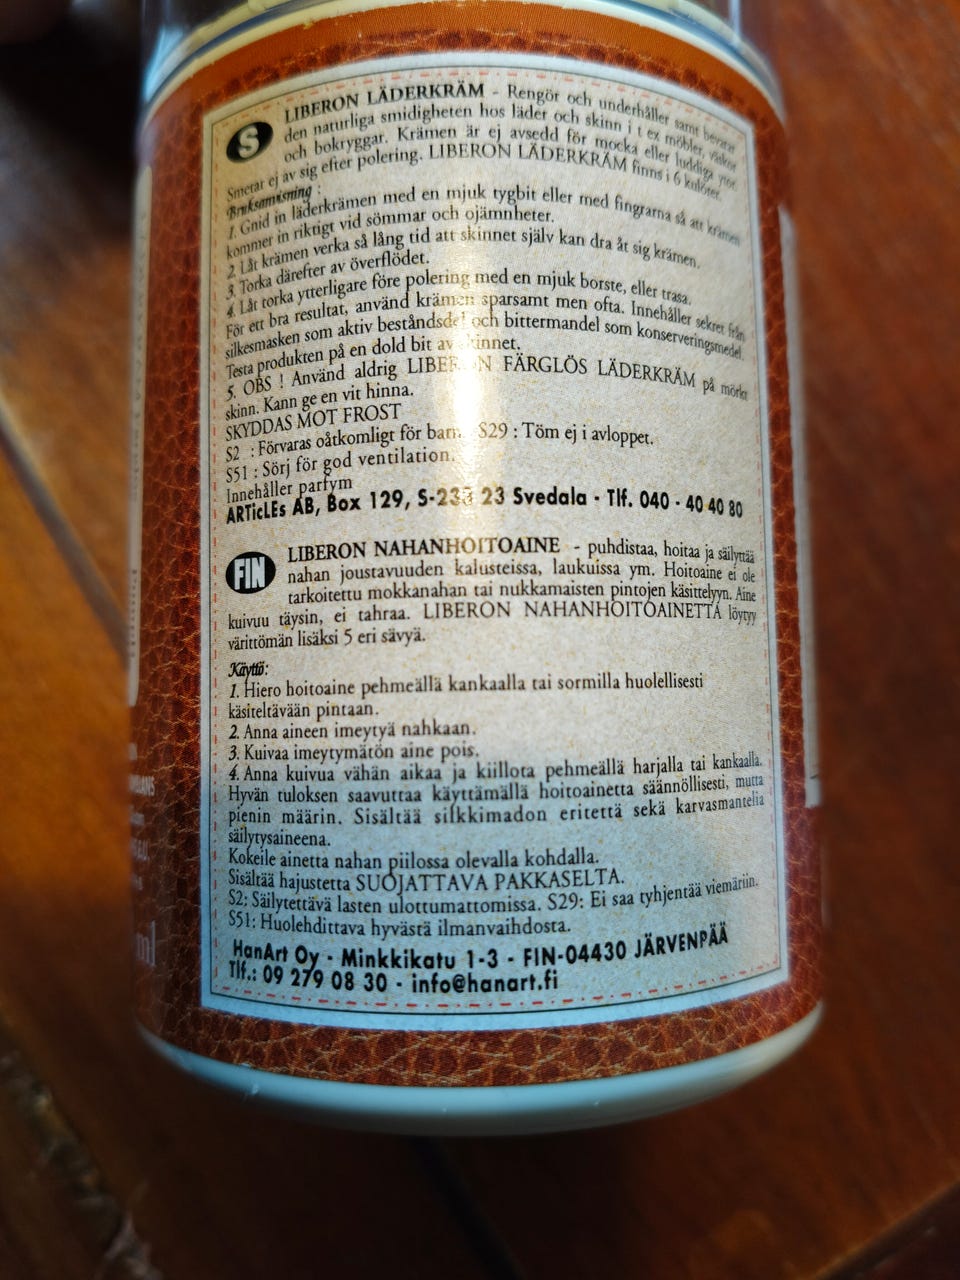 S
LIBERON LÄDERKRÄM - Rengör och underhåller samt bevarar
den naturliga smidigheten hos läder och skinn i t ex möbler, väskor
och bokryggar. Krämen är ej avsedd för mocka eller luddiga ytor.
Smetar ej av sig efter polering. LIBERON LÄDERKRÄM finns i 6 kulörer.
Bruksanvisning :
1. Gnid in läderkrämen med en mjuk tygbit eller med fingrarna så att krämen
kommer in riktigt vid sömmar och ojämnheter.
2. Låt krämen verka så lång tid att skinnet själv kan dra åt sig krämen.
3. Torka därefter av överflödet.
4. Låt torka ytterligare före polering med en mjuk borste, eller trasa.
För ett bra resultat, använd krämen sparsamt men ofta. Innehåller sekret från
silkesmasken som aktiv beståndsdel och bittermandel som konserveringsmedel.
Testa produkten på en dold bit av skinnet.
5. OBS ! Använd aldrig LIBERON FÄRGLÖS LÄDERKRÄM på mörkt
skinn. Kann ge en vit hinna.
SKYDDAS MOT FROST
S2 : Förvaras oåtkomligt för barn. S29 : Töm ej i avloppet.
S51 : Sörj för god ventilation.
Innehåller parfym
ARTicLEs AB, Box 129, S-233 23 Svedala - Tlf. 040 - 40 40 80
FIN
LIBERON NAHANHOITOAINE - puhdistaa, hoitaa ja säilyttää
nahan joustavuuden kalusteissa, laukuissa ym. Hoitoaine ei ole
tarkoitettu mokkanahan tai nukkamaisten pintojen käsittelyyn. Aine
kuivuu täysin, ei tahraa. LIBERON NAHANHOITOAINETTA löytyy
värittömän lisäksi 5 eri sävyä.
Käyttö:
1. Hiero hoitoaine pehmeällä kankaalla tai sormilla huolellisesti
käsiteltävään pintaan.
2. Anna aineen imeytyä nahkaan.
3. Kuivaa imeytymätön aine pois.
4. Anna kuivua vähän aikaa ja kiillota pehmeällä harjalla tai kankaalla.
Hyvän tuloksen saavuttaa käyttämällä hoitoainetta säännöllisesti, mutta
pienin määrin. Sisältää silkkimadon eritettä sekä karvasmantelia
säilytysaineena.
Kokeile ainetta nahan piilossa olevalla kohdalla.
Sisältää hajustetta SUOJATTAVA PAKKASELTA.
S2: Säilytettävä lasten ulottumattomissa. S29: Ei saa tyhjentää viemäriin.
S51: Huolehdittava hyvästä ilmanvaihdosta.
HanArt Oy - Minkkikatu 1-3 - FIN-04430 JÄRVENPÄÄ
Tlf.: 09 279 08 30 - info@hanart.fi
ml